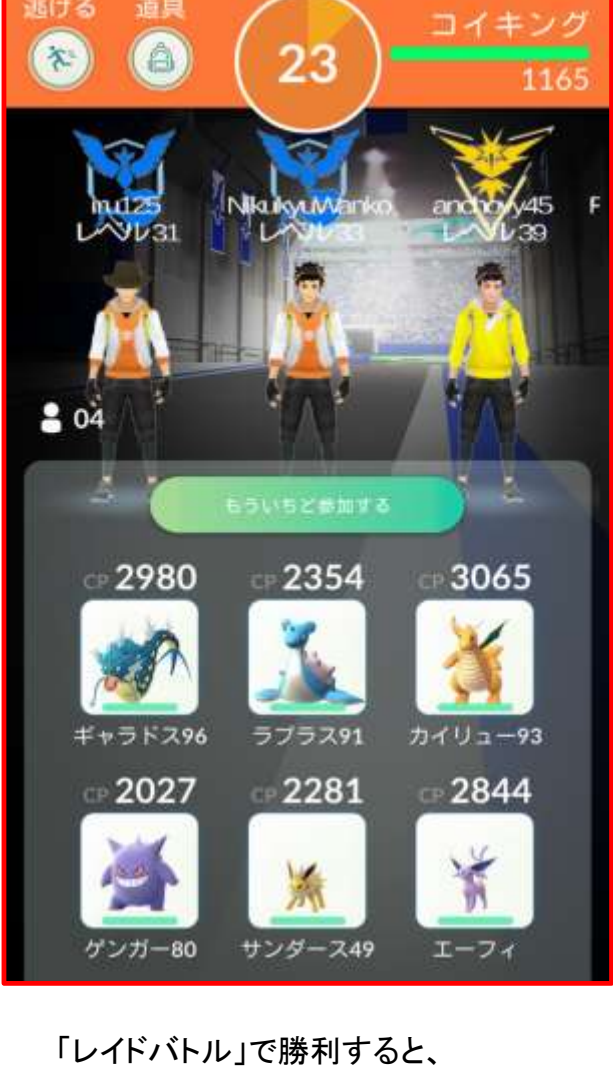 逃げる 道具
コイキング
23
1165
NikukyuWanko anchovy45 F
レベル31 レベル33 レベル39
04
もういちど参加する
CP 2980 CP 2354 CP 3065
ギャラドス96 ラプラス91 カイリュー93
CP 2027 CP 2281 CP 2844
ゲンガー80 サンダース49 エーフィ
「レイドバトル」で勝利すると、